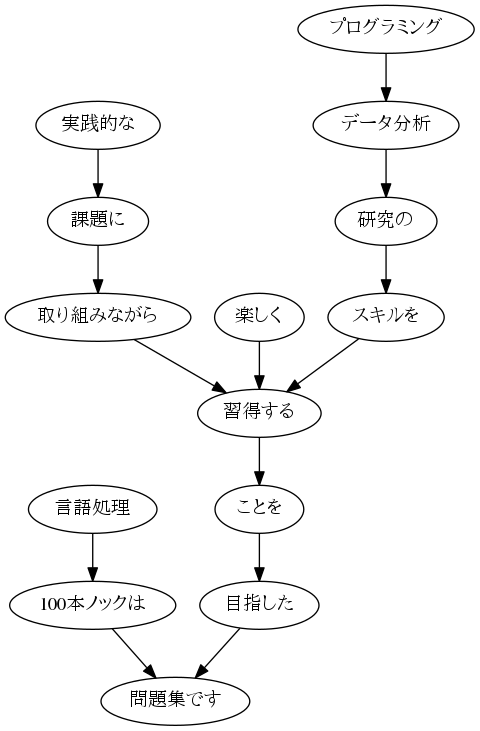 プログラミング
実践的な
データ分析
課題に
研究の
取り組みながら
楽しく
スキルを
習得する
言語処理
ことを
100本ノックは
目指した
問題集です